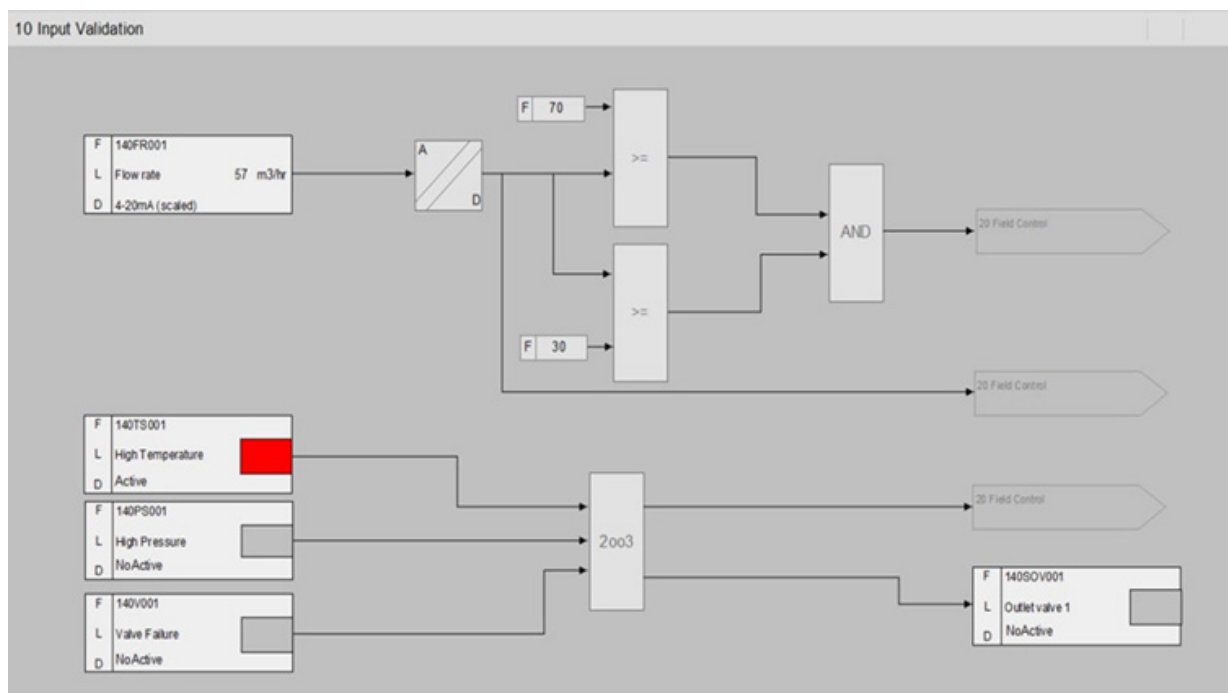 10 Input Validation
F 70
>=
F 140FR001
L Flow rate 57 m3/hr
D 4-20mA (scaled)
A
D
AND
20 Field Control
>=
F 30
20 Field Control
F 140TS001
L High Temperature
D Active
F 140PS001
L High Pressure
D NoActive
2oo3
20 Field Control
F 140V001
L Valve Failure
D NoActive
F 140SOV001
L Outlet valve 1
D NoActive